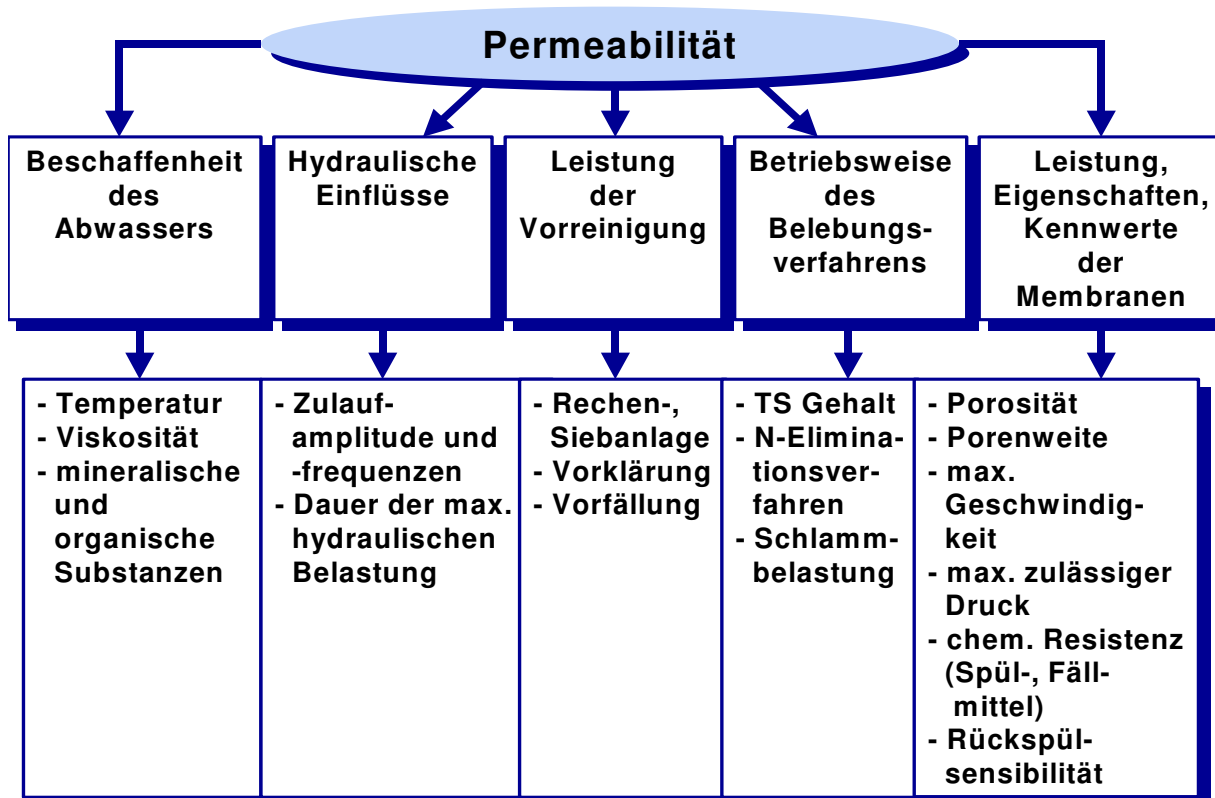 Permeabilität
Beschaffenheit
des
Abwassers
Hydraulische
Einflüsse
Leistung
der
Vorreinigung
Betriebsweise
des
Belebungs-
verfahrens
Leistung,
Eigenschaften,
Kennwerte
der
Membranen
- Temperatur
- Viskosität
- mineralische
und
organische
Substanzen
- Zulauf-
amplitude und
-frequenzen
- Dauer der max.
hydraulischen
Belastung
- Rechen-,
Siebanlage
- Vorklärung
- Vorfällung
- TS Gehalt
- N-Elimina-
tionsver-
fahren
- Schlamm-
belastung
- Porosität
- Porenweite
- max.
Geschwindig-
keit
- max. zulässiger
Druck
- chem. Resistenz
(Spül-, Fäll-
mittel)
- Rückspül-
sensibilität